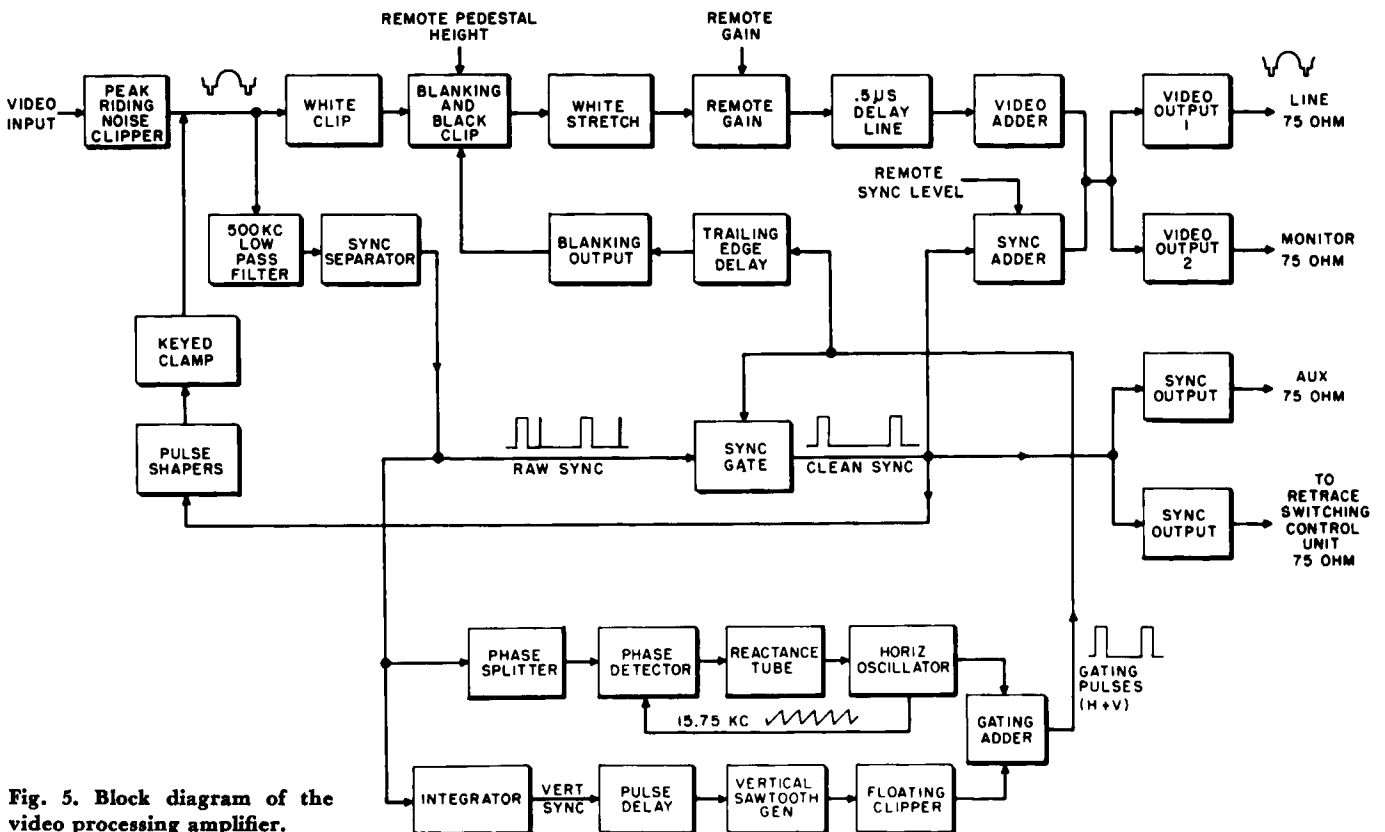 REMOTE PEDESTAL
HEIGHT
REMOTE
GAIN
VIDEO
INPUT
PEAK
RIDING
NOISE
CLIPPER
WHITE
CLIP
BLANKING
AND
BLACK
CLIP
WHITE
STRETCH
REMOTE
GAIN
.5µS
DELAY
LINE
VIDEO
ADDER
VIDEO
OUTPUT
1
LINE
75 OHM
500 KC
LOW
PASS
FILTER
SYNC
SEPARATOR
BLANKING
OUTPUT
TRAILING
EDGE
DELAY
REMOTE
SYNC LEVEL
SYNC
ADDER
VIDEO
OUTPUT
2
MONITOR
75 OHM
KEYED
CLAMP
PULSE
SHAPERS
RAW SYNC
SYNC
GATE
CLEAN SYNC
SYNC
OUTPUT
AUX
75 OHM
SYNC
OUTPUT
TO
RETRACE
SWITCHING
CONTROL
UNIT
75 OHM
PHASE
SPLITTER
PHASE
DETECTOR
REACTANCE
TUBE
HORIZ
OSCILLATOR
15.75 KC
GATING
PULSES
(H+V)
GATING
ADDER
INTEGRATOR
VERT
SYNC
PULSE
DELAY
VERTICAL
SAWTOOTH
GEN
FLOATING
CLIPPER
Fig. 5. Block diagram of the
video processing amplifier.